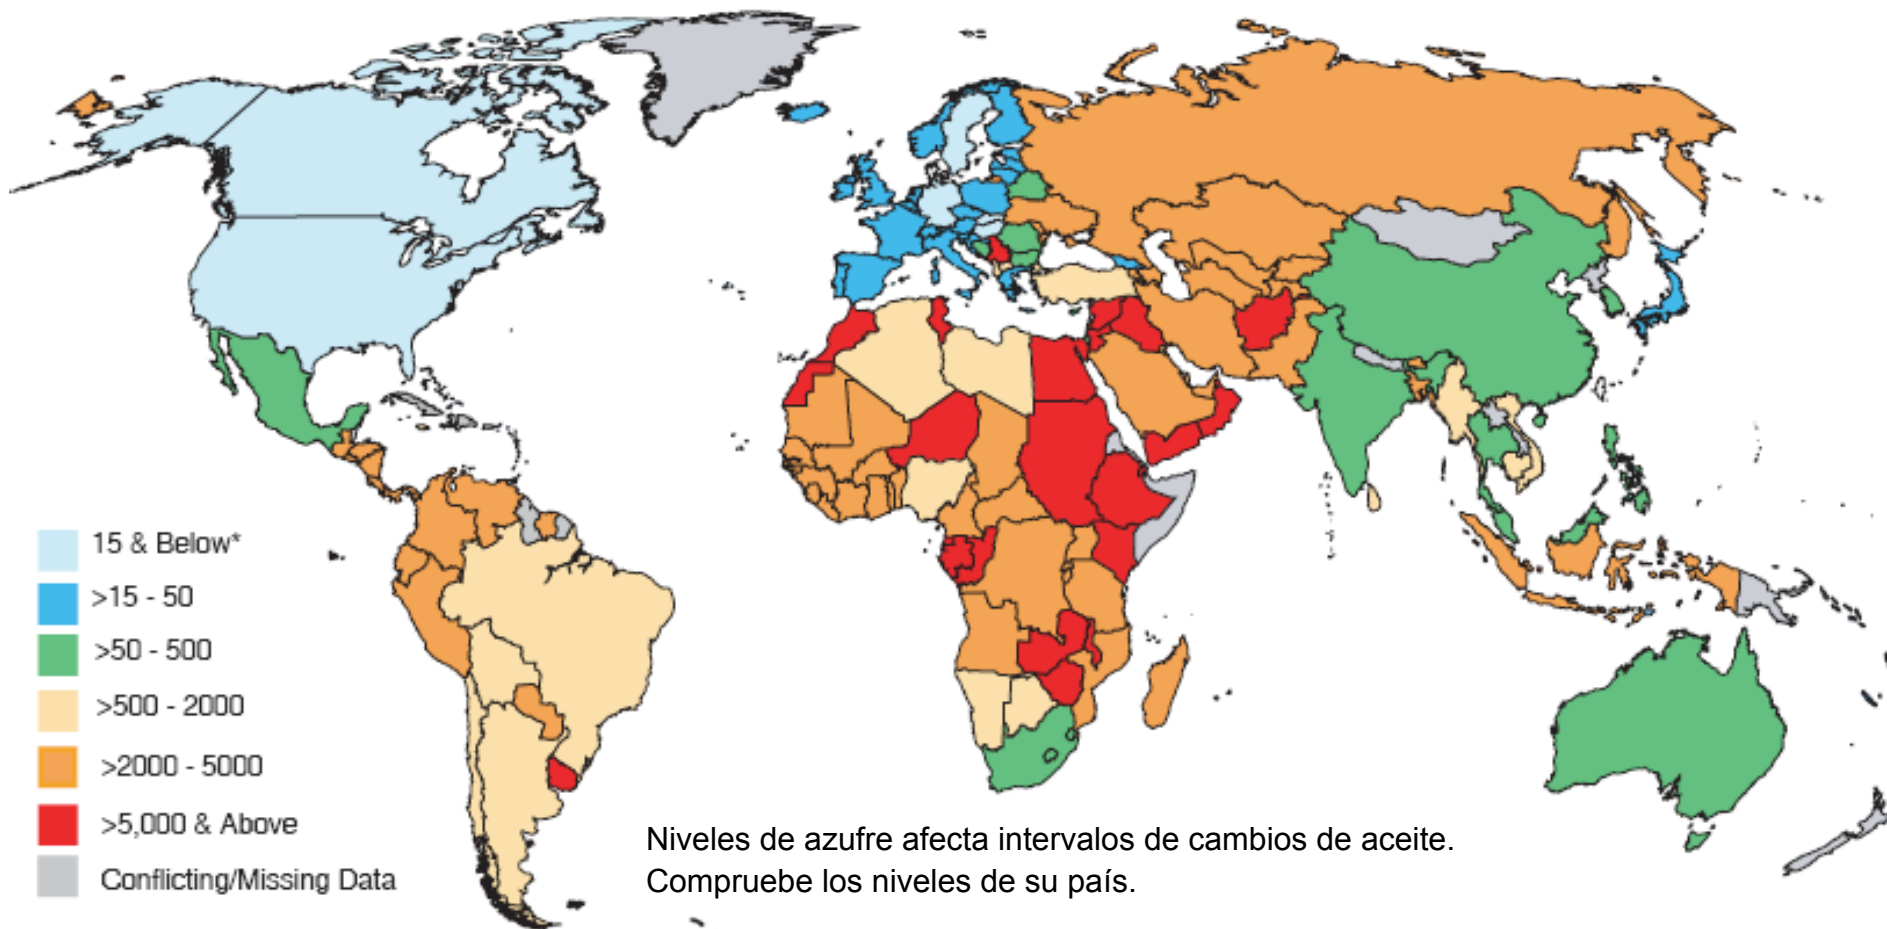 15 & Below*
>15 - 50
>50 - 500
>500 - 2000
>2000 - 5000
>5,000 & Above
Conflicting/Missing Data
Niveles de azufre afecta intervalos de cambios de aceite.
Compruebe los niveles de su país.